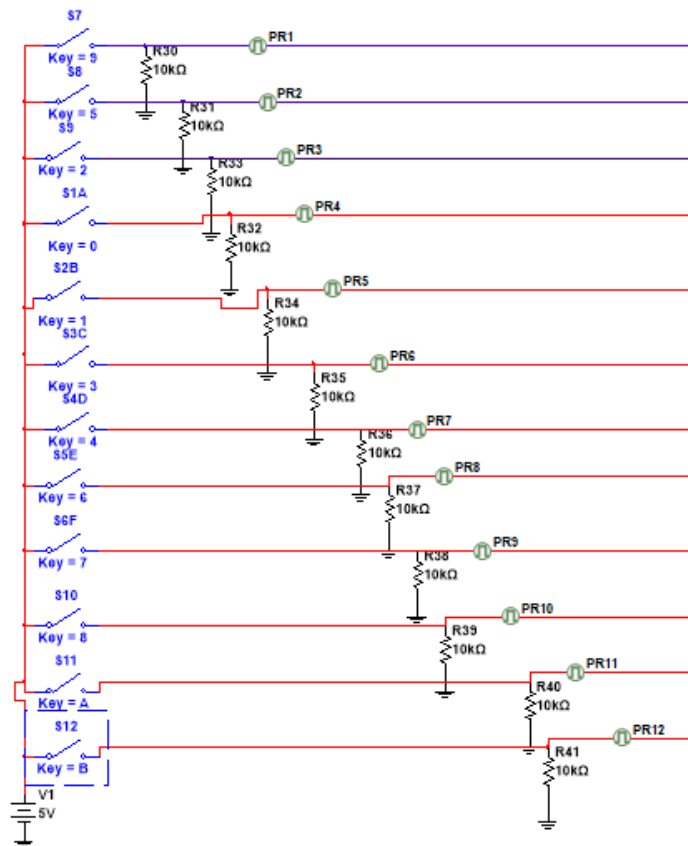 S7
Key = 9
R30
10kΩ
PR1
S8
Key = 5
R31
10kΩ
PR2
S9
Key = 2
R33
10kΩ
PR3
S1A
Key = 0
R32
10kΩ
PR4
S2B
Key = 1
R34
10kΩ
PR5
S3C
Key = 3
R35
10kΩ
PR6
S4D
Key = 4
R36
10kΩ
PR7
S5E
Key = 6
R37
10kΩ
PR8
S6F
Key = 7
R38
10kΩ
PR9
S10
Key = 8
R39
10kΩ
PR10
S11
Key = A
R40
10kΩ
PR11
S12
Key = B
R41
10kΩ
PR12
V1
5V